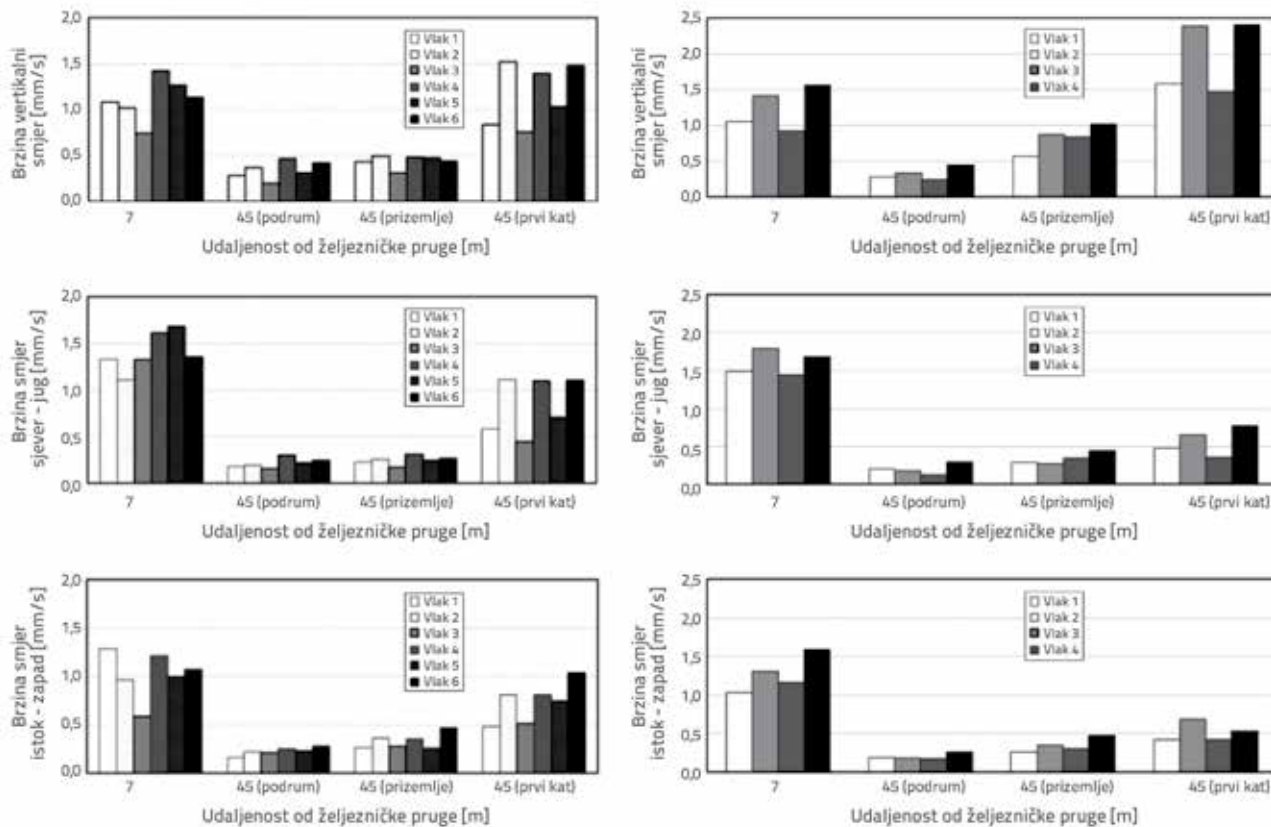 Brzina vertikalni
smjer [mm/s]
2,0
1,5
1,0
0,5
0,0
Vlak 1
Vlak 2
Vlak 3
Vlak 4
Vlak 5
Vlak 6
7
45 (podrum)
45 (prizemlje)
45 (prvi kat)
Udaljenost od željezničke pruge [m]
Brzina vertikalni
smjer [mm/s]
2,5
2,0
1,5
1,0
0,5
0,0
Vlak 1
Vlak 2
Vlak 3
Vlak 4
7
45 (podrum)
45 (prizemlje)
45 (prvi kat)
Udaljenost od željezničke pruge [m]
Brzina smjer
sjever - jug [mm/s]
2,0
1,5
1,0
0,5
0,0
Vlak 1
Vlak 2
Vlak 3
Vlak 4
Vlak 5
Vlak 6
7
45 (podrum)
45 (prizemlje)
45 (prvi kat)
Udaljenost od željezničke pruge [m]
Brzina smjer
sjever - jug [mm/s]
2,5
2,0
1,5
1,0
0,5
0,0
Vlak 1
Vlak 2
Vlak 3
Vlak 4
7
45 (podrum)
45 (prizemlje)
45 (prvi kat)
Udaljenost od željezničke pruge [m]
Brzina smjer
istok - zapad [mm/s]
2,0
1,5
1,0
0,5
0,0
Vlak 1
Vlak 2
Vlak 3
Vlak 4
Vlak 5
Vlak 6
7
45 (podrum)
45 (prizemlje)
45 (prvi kat)
Udaljenost od željezničke pruge [m]
Brzina smjer
istok - zapad [mm/s]
2,5
2,0
1,5
1,0
0,5
0,0
Vlak 1
Vlak 2
Vlak 3
Vlak 4
7
45 (podrum)
45 (prizemlje)
45 (prvi kat)
Udaljenost od željezničke pruge [m]